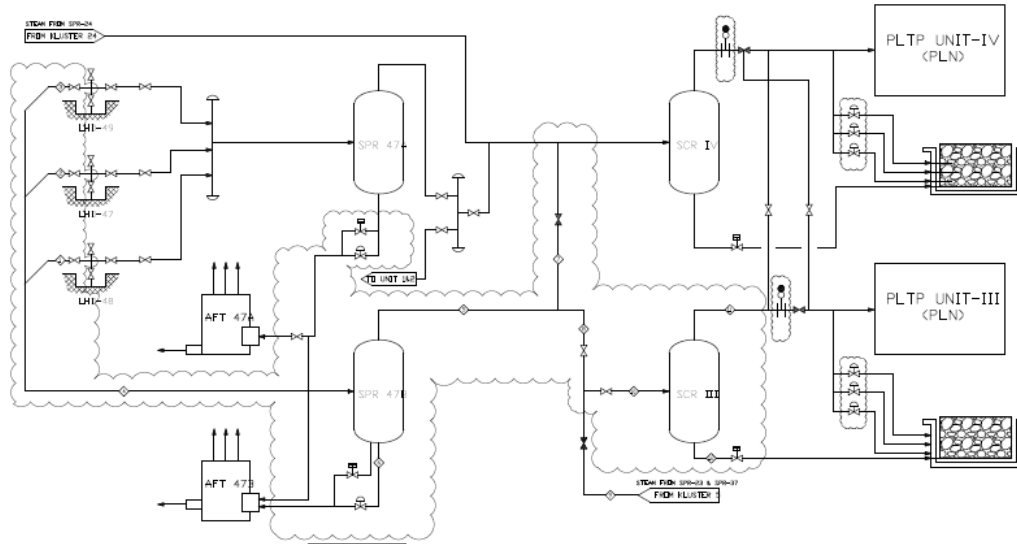 STEAM FROM SPR-24
FROM KLUSTER 24
PLTP UNIT-IV
(PLN)
LHI-49
SPR 47A
SCR IV
LHI-47
LHI-48
TO UNIT 1&2
AFT 47A
PLTP UNIT-III
(PLN)
SPR 47B
SCR III
AFT 47B
STEAM FROM SPR-23 & SPR-37
FROM KLUSTER